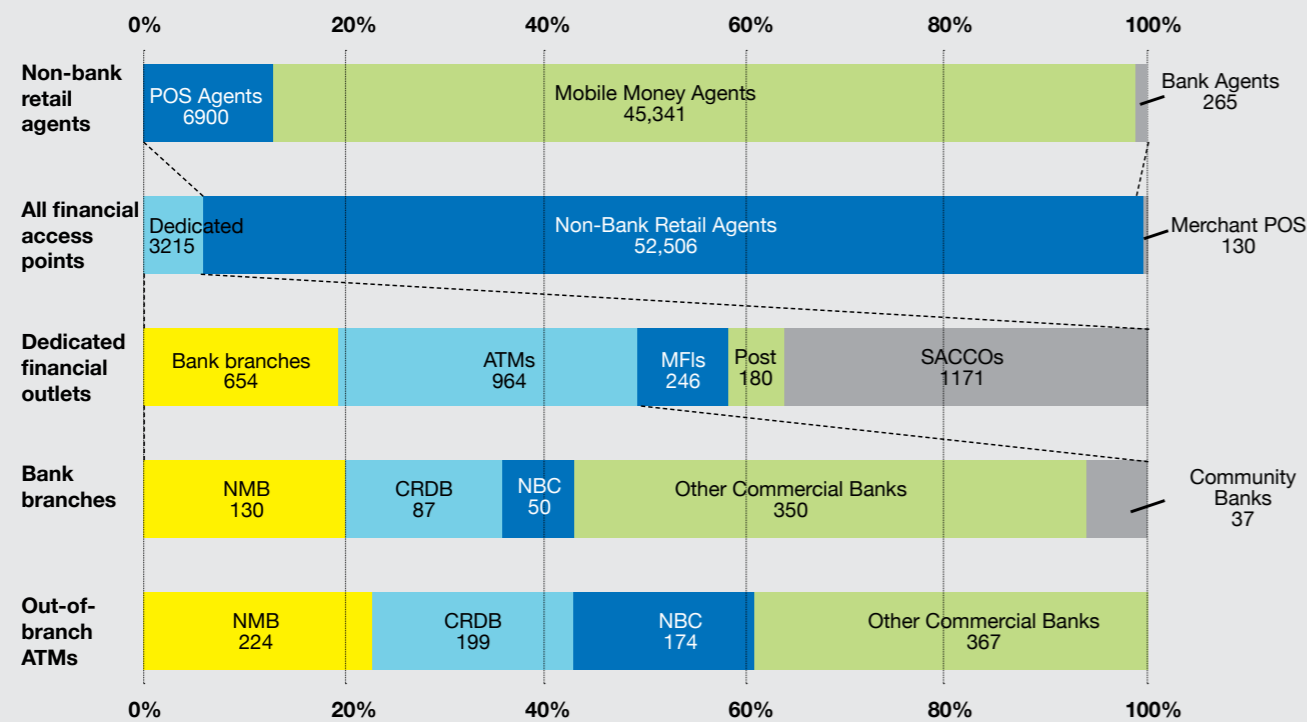 0% 20% 40% 60% 80% 100%
Non-bank
retail
agents
POS Agents
6900
Mobile Money Agents
45,341
Bank Agents
265
All financial
access
points
Dedicated
3215
Non-Bank Retail Agents
52,506
Merchant POS
130
Dedicated
financial
outlets
Bank branches
654
ATMs
964
MFIs
246
Post
180
SACCOs
1171
Bank
branches
NMB
130
CRDB
87
NBC
50
Other Commercial Banks
350
Community
Banks
37
Out-of-
branch
ATMs
NMB
224
CRDB
199
NBC
174
Other Commercial Banks
367
0% 20% 40% 60% 80% 100%